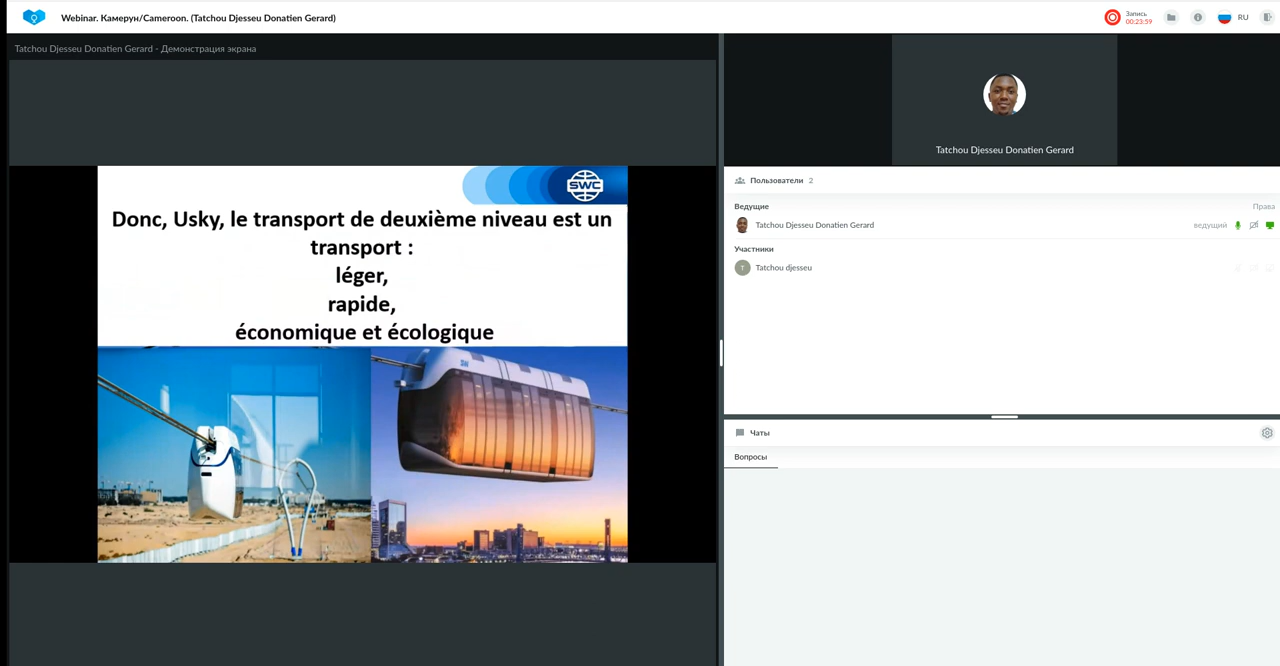 Webinar. Камерун/Cameroon. (Tatchou Djesseu Donatien Gerard)
Запись
00:23:59
RU
Tatchou Djesseu Donatien Gerard - Демонстрация экрана
SWC
Donc, Usky, le transport de deuxième niveau est un
transport :
léger,
rapide,
économique et écologique
Tatchou Djesseu Donatien Gerard
Пользователи 2
Ведущие Права
Tatchou Djesseu Donatien Gerard ведущий
Участники
T Tatchou djesseu
Чаты
Вопросы